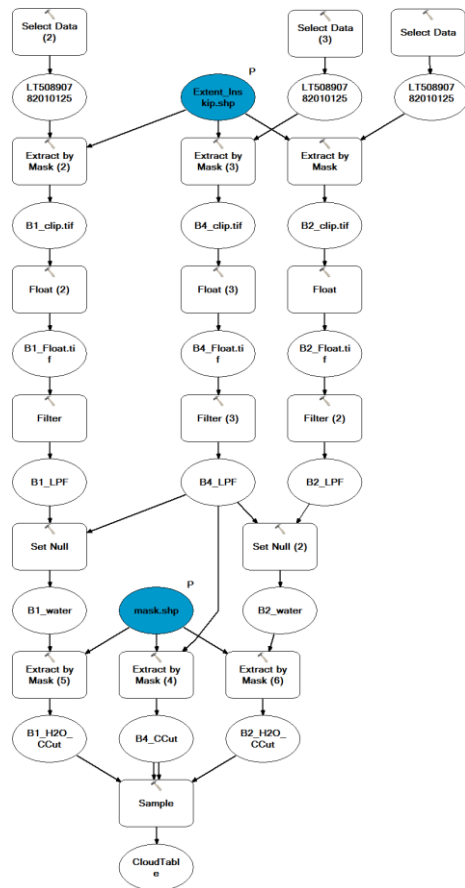 Select Data
(2)
P
Select Data
(3)
Select Data
LT508907
82010125
Extent_Ins
kip.shp
LT508907
82010125
LT508907
82010125
Extract by
Mask (2)
Extract by
Mask (3)
Extract by
Mask
B1_clip.tif
B4_clip.tif
B2_clip.tif
Float (2)
Float (3)
Float
B1_Float.ti
f
B4_Float.ti
f
B2_Float.ti
f
Filter
Filter (3)
Filter (2)
B1_LPF
B4_LPF
B2_LPF
Set Null
Set Null (2)
P
B1_water
mask.shp
B2_water
Extract by
Mask (5)
Extract by
Mask (4)
Extract by
Mask (6)
B1_H2O_
CCut
B4_CCut
B2_H2O_
CCut
Sample
CloudTabl
e